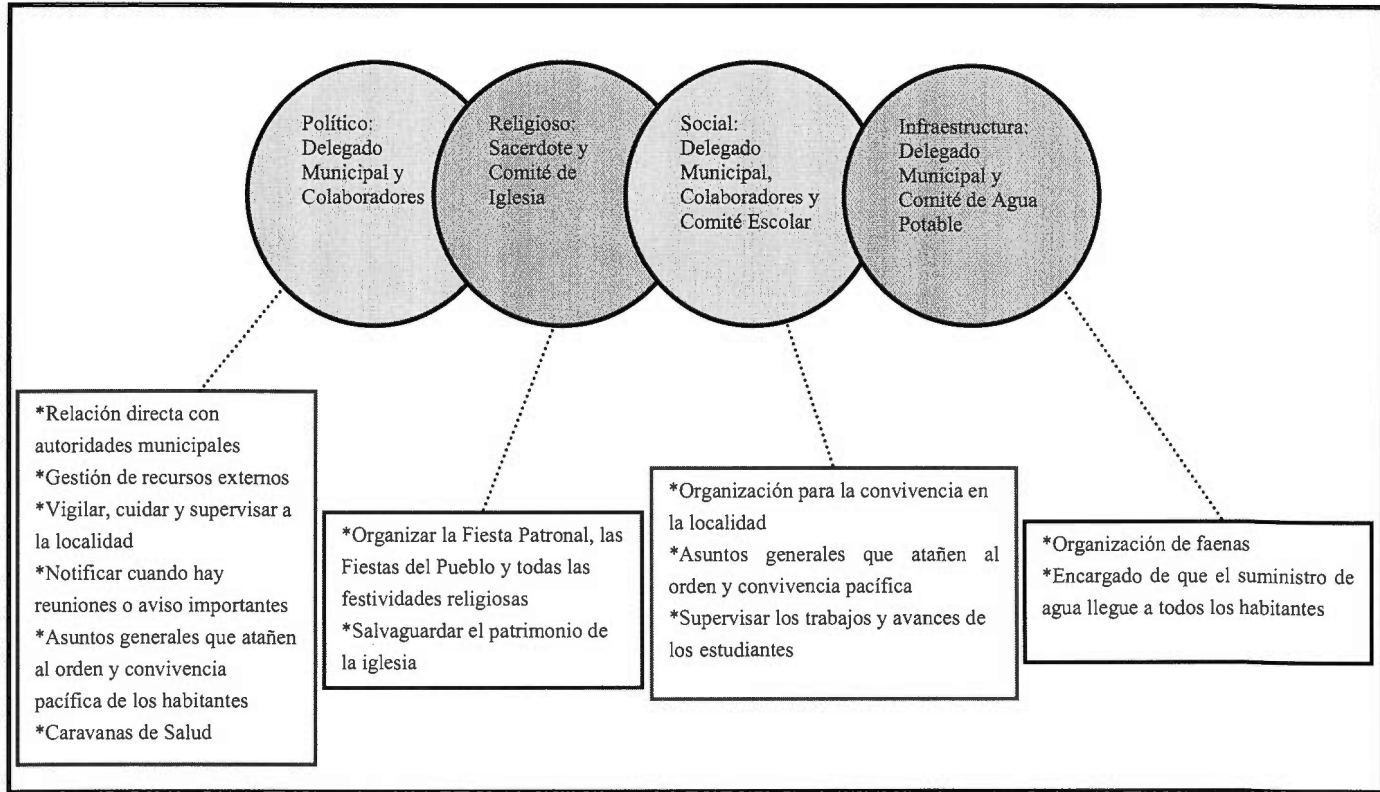 Político:
Delegado
Municipal y
Colaboradores
Religioso:
Sacerdote y
Comité de
Iglesia
Social:
Delegado
Municipal,
Colaboradores y
Comité Escolar
Infraestructura:
Delegado
Municipal y
Comité de Agua
Potable
*Relación directa con
autoridades municipales
*Gestión de recursos externos
*Vigilar, cuidar y supervisar a
la localidad
*Notificar cuando hay
reuniones o aviso importantes
*Asuntos generales que atañen
al orden y convivencia
pacífica de los habitantes
*Caravanas de Salud
*Organizar la Fiesta Patronal, las
Fiestas del Pueblo y todas las
festividades religiosas
*Salvaguardar el patrimonio de
la iglesia
*Organización para la convivencia en
la localidad
*Asuntos generales que atañen al
orden y convivencia pacífica
*Supervisar los trabajos y avances de
los estudiantes
*Organización de faenas
*Encargado de que el suministro de
agua llegue a todos los habitantes